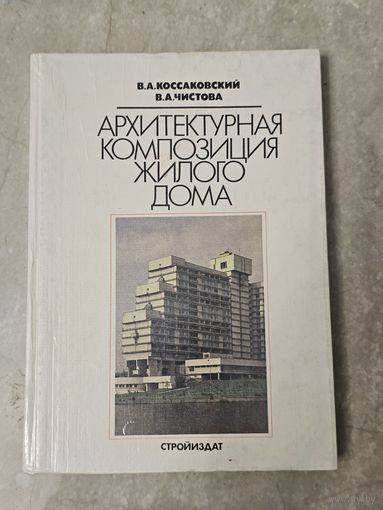 В.А.КОССАКОВСКИЙ
В.А.ЧИСТОВА
АРХИТЕКТУРНАЯ
КОМПОЗИЦИЯ
ЖИЛОГО
ДОМА
СТРОЙИЗДАТ